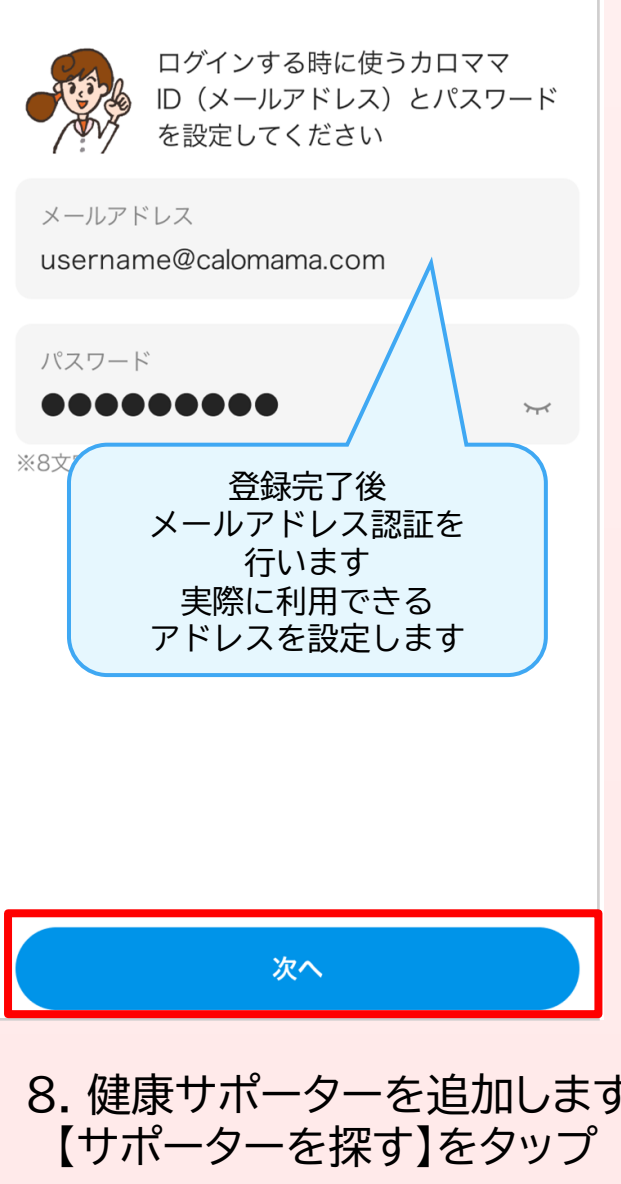 ログインする時に使うカロママ
ID（メールアドレス）とパスワード
を設定してください
メールアドレス
username@calomama.com
パスワード
●●●●●●●●●
※8文
登録完了後
メールアドレス認証を
行います
実際に利用できる
アドレスを設定します
次へ
8. 健康サポーターを追加します
【サポーターを探す】をタップ